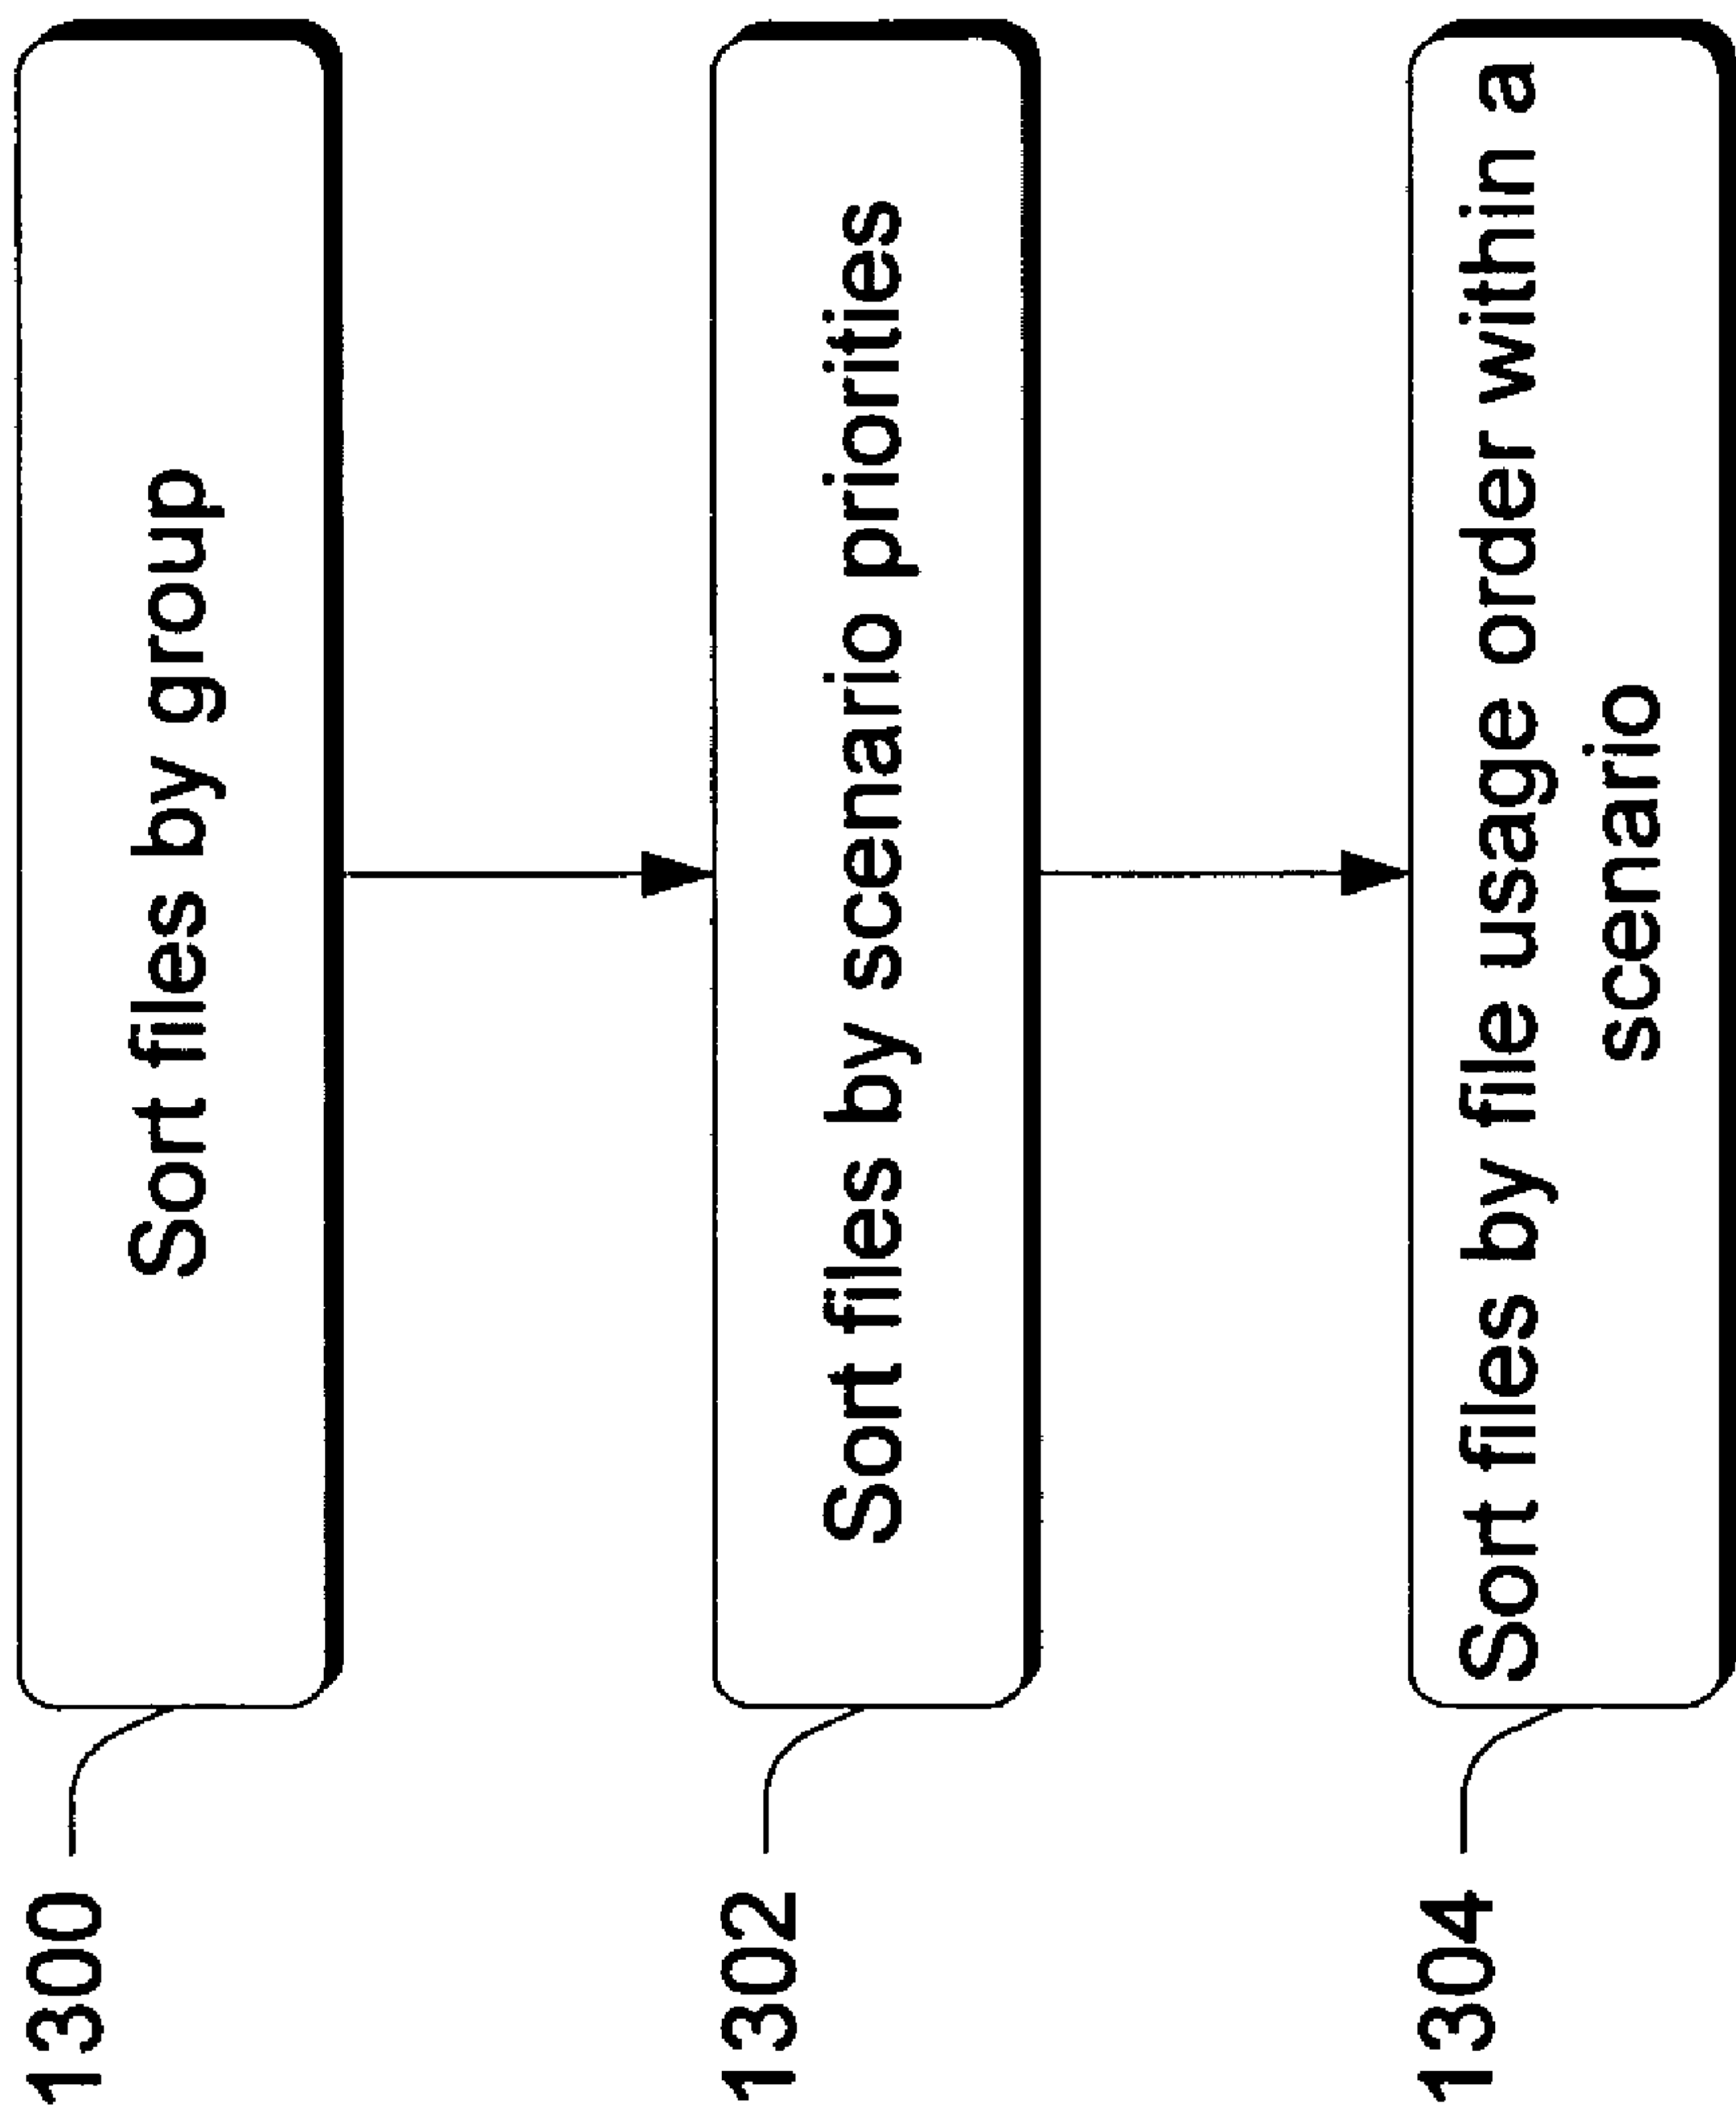 1300
Sort files by group
1302
Sort files by scenario priorities
1304
Sort files by file usage order within a
scenario